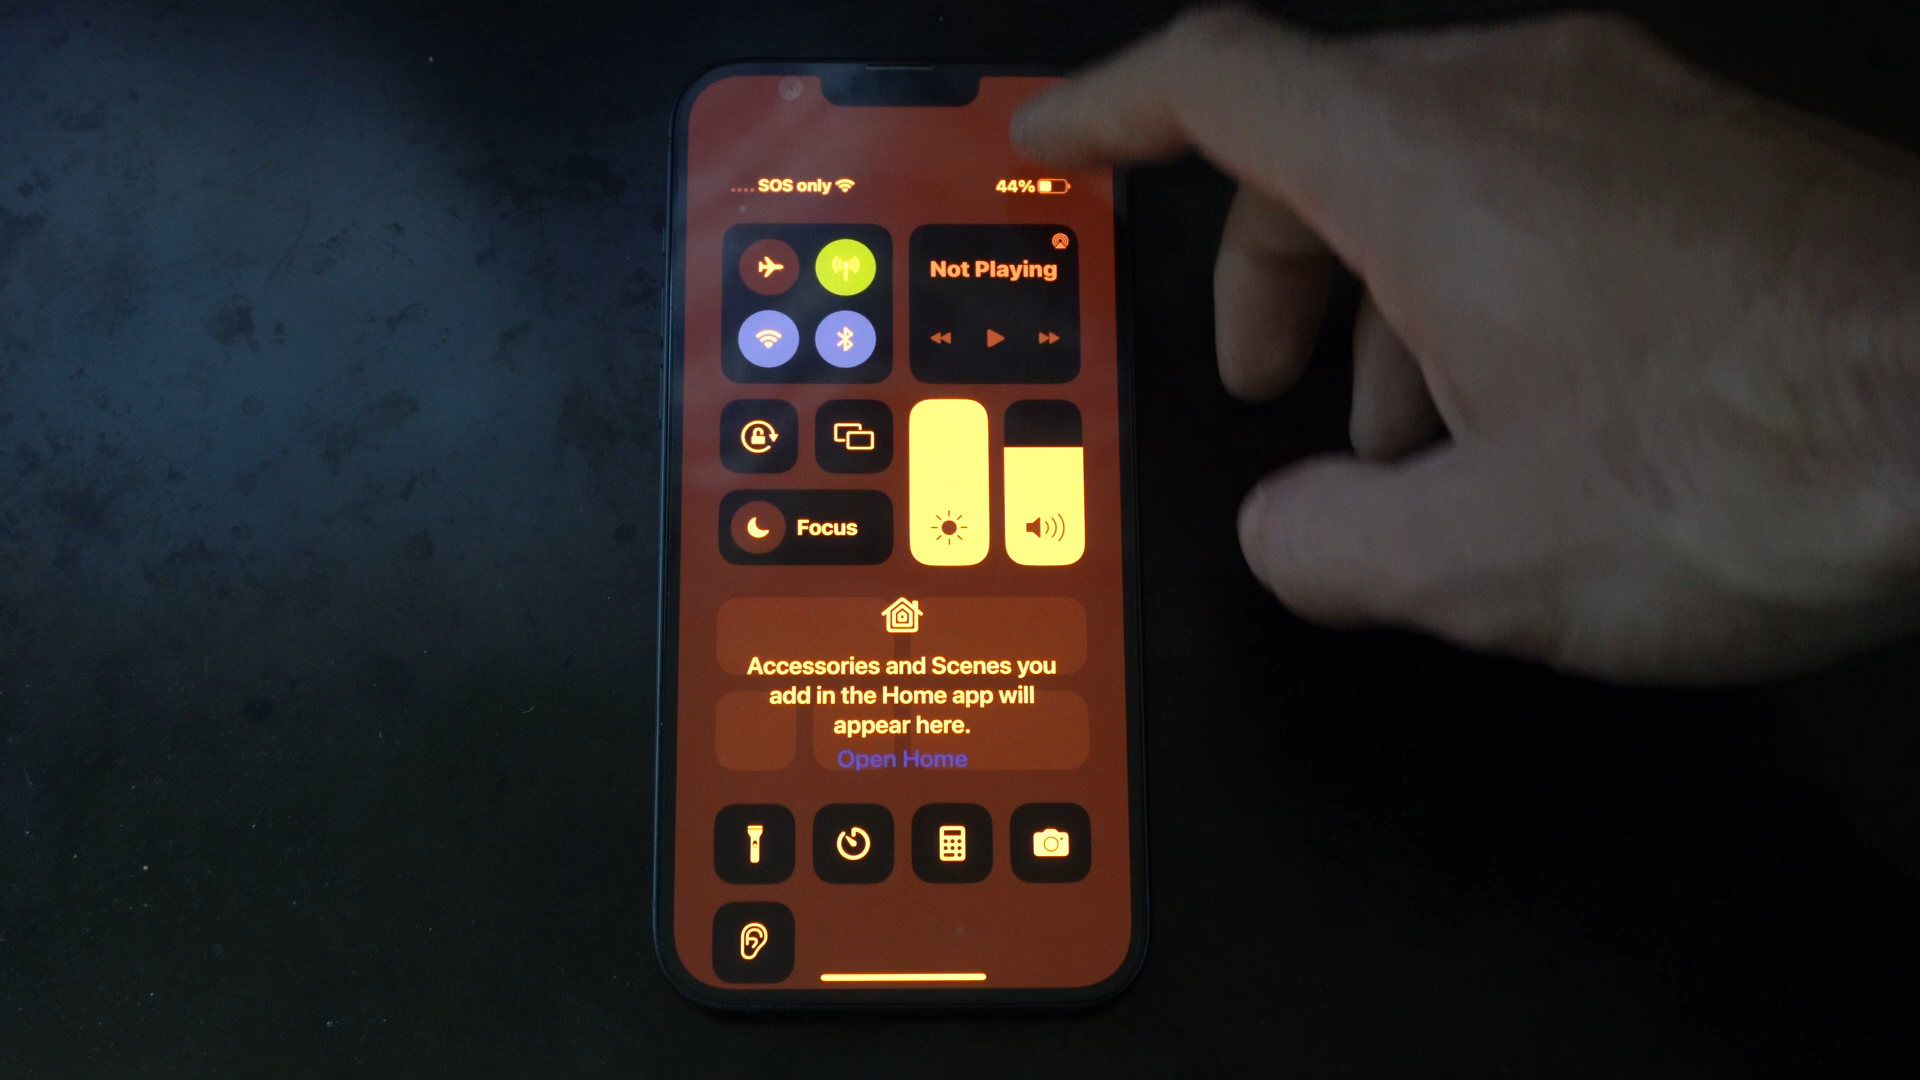 SOS only
44%
Not Playing
Focus
Accessories and Scenes you
add in the Home app will
appear here.
Open Home